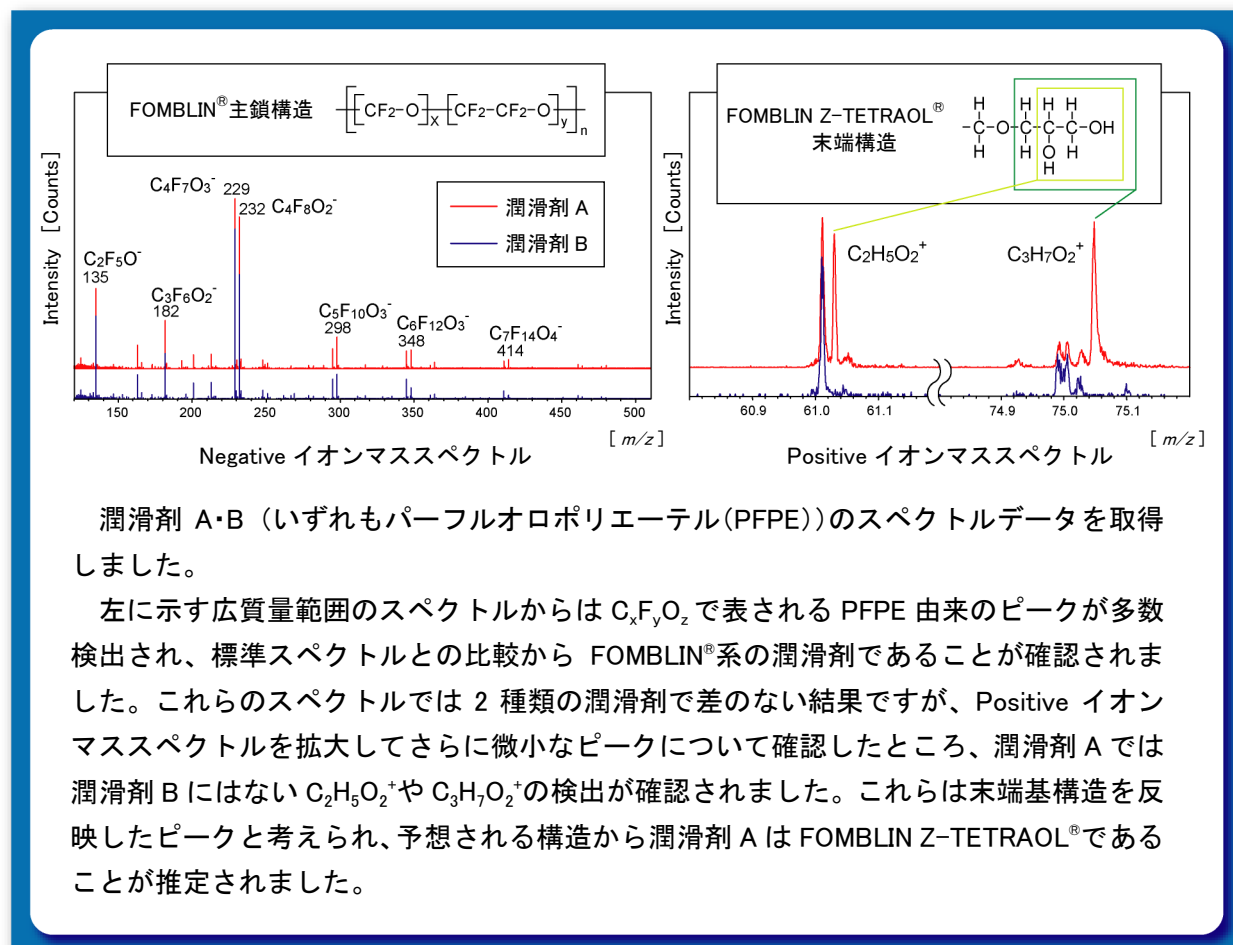 FOMBLIN®主鎖構造
[CF2-O]X[CF2-CF2-O]y n
C4F7O3- 229
232 C4F8O2-
C2F5O-
135
C3F6O2-
182
C5F10O3-
298
C6F12O3-
348
C7F14O4-
414
潤滑剤 A
潤滑剤 B
Intensity [Counts]
150 200 250 300 350 400 450 500
[ m/z ]
Negative イオンマススペクトル
FOMBLIN Z-TETRAOL®
末端構造
H H H H
-C-O-C-C-C-OH
H H O H
H
C2H5O2+
C3H7O2+
Intensity [Counts]
60.9 61.0 61.1 74.9 75.0 75.1
[ m/z ]
Positive イオンマススペクトル
潤滑剤 A・B (いずれもパーフルオロポリエーテル(PFPE))のスペクトルデータを取得
しました。
左に示す広質量範囲のスペクトルからは CxFyOz で表される PFPE 由来のピークが多数
検出され、標準スペクトルとの比較から FOMBLIN®系の潤滑剤であることが確認されま
した。これらのスペクトルでは 2 種類の潤滑剤で差のない結果ですが、Positive イオン
マススペクトルを拡大してさらに微小なピークについて確認したところ、潤滑剤 A では
潤滑剤 B にはない C2H5O2+や C3H7O2+の検出が確認されました。これらは末端基構造を反
映したピークと考えられ、予想される構造から潤滑剤 A は FOMBLIN Z-TETRAOL®である
ことが推定されました。